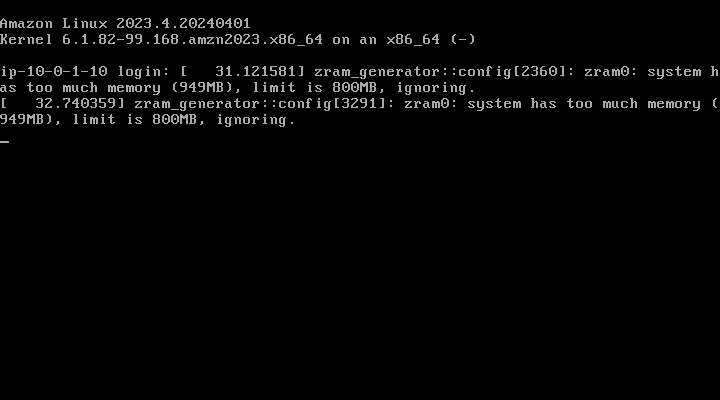 Amazon Linux 2023.4.20240401
Kernel 6.1.82-99.168.amzn2023.x86_64 on an x86_64 (-)
ip-10-0-1-10 login: [   31.121581] zram_generator::config[2360]: zram0: system h
as too much memory (949MB), limit is 800MB, ignoring.
[   32.740359] zram_generator::config[3291]: zram0: system has too much memory (
949MB), limit is 800MB, ignoring.